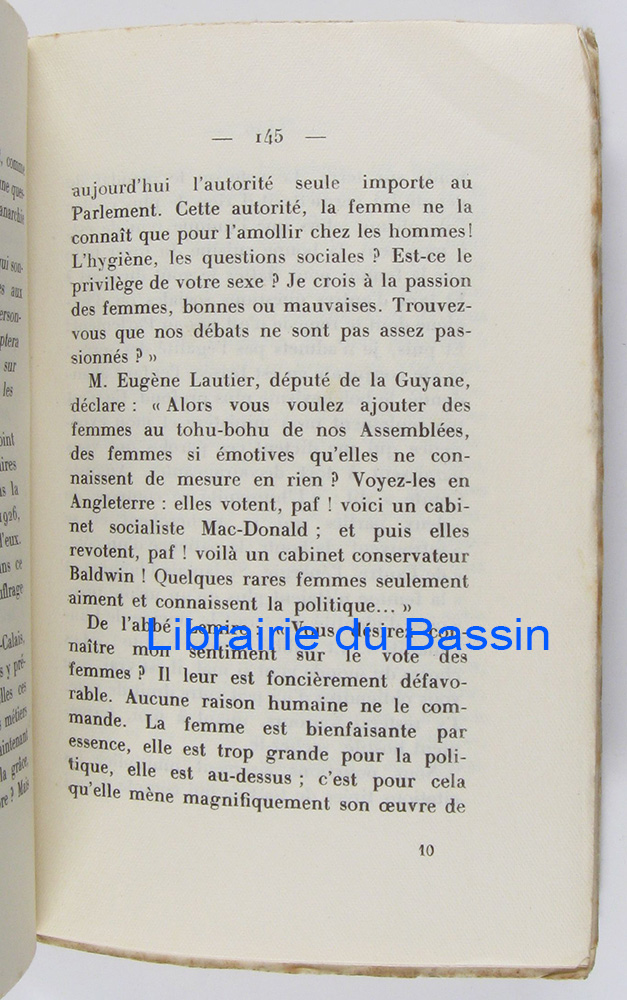 — 145 —
aujourd'hui l'autorité seule importe au
Parlement. Cette autorité, la femme ne la
connaît que pour l'amollir chez les hommes!
L'hygiène, les questions sociales ? Est-ce le
privilège de votre sexe ? Je crois à la passion
des femmes, bonnes ou mauvaises. Trouvez-
vous que nos débats ne sont pas assez pas-
sionnés ? »
M. Eugène Lautier, député de la Guyane,
déclare : « Alors vous voulez ajouter des
femmes au tohu-bohu de nos Assemblées,
des femmes si émotives qu'elles ne con-
naissent de mesure en rien ? Voyez-les en
Angleterre : elles votent, paf ! voici un cabi-
net socialiste Mac-Donald ; et puis elles
revotent, paf ! voilà un cabinet conservateur
Baldwin ! Quelques rares femmes seulement
aiment et connaissent la politique... »
De l'abbé Lemire : « Vous désirez con-
Librairie du Bassin
naître mon sentiment sur le vote des
femmes ? Il leur est foncièrement défavo-
rable. Aucune raison humaine ne le com-
mande. La femme est bienfaisante par
essence, elle est trop grande pour la poli-
tique, elle est au-dessus ; c'est pour cela
qu'elle mène magnifiquement son œuvre de
10